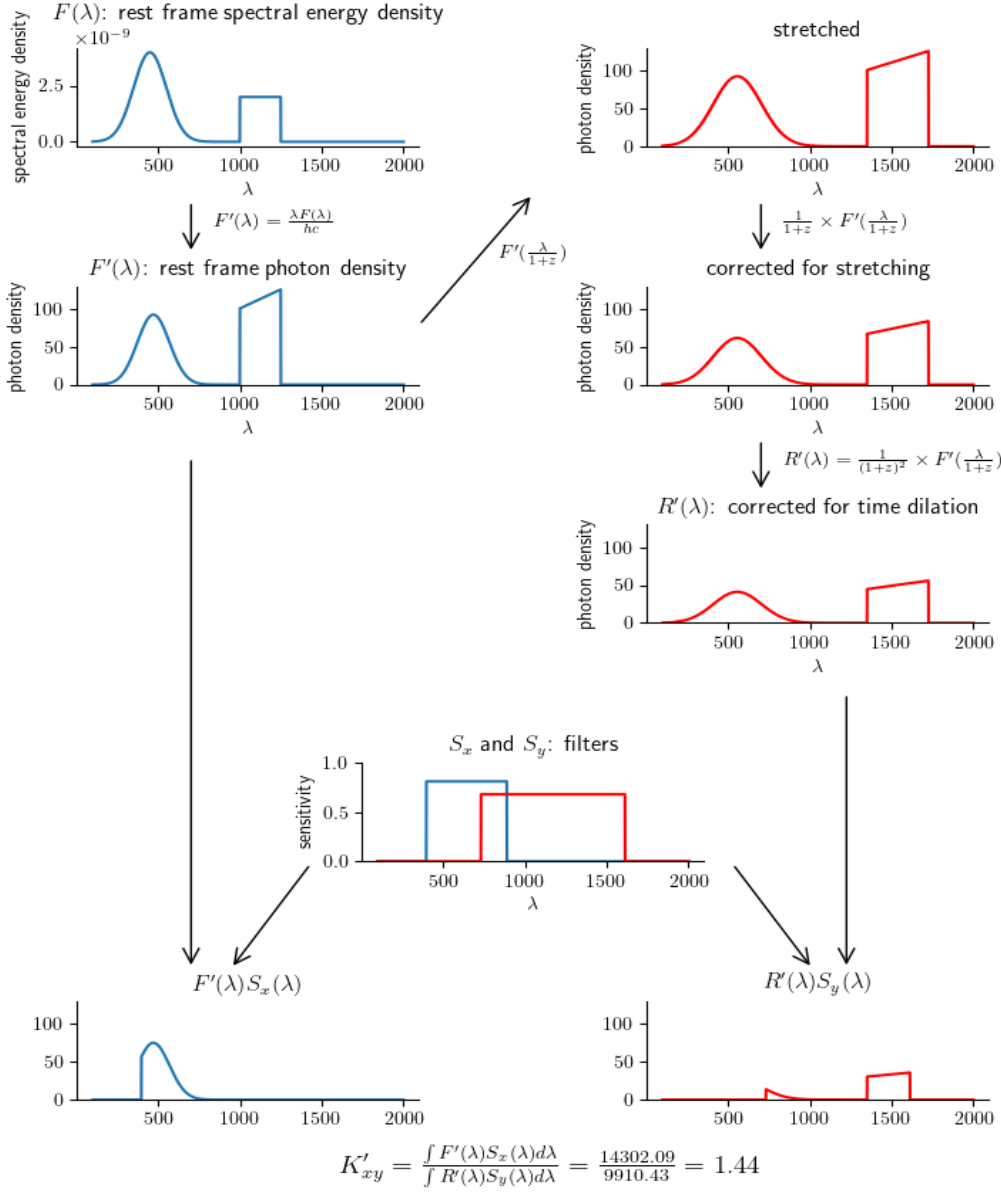 F(λ): rest frame spectral energy density
×10⁻⁹
spectral energy density
2.5
0.0
500 1000 1500 2000
λ
F′(λ) = λF(λ)/hc
F′(λ): rest frame photon density
photon density
100
50
0
500 1000 1500 2000
λ
F′(λ/1+z)
stretched
photon density
100
50
0
500 1000 1500 2000
λ
1/1+z × F′(λ/1+z)
corrected for stretching
photon density
100
50
0
500 1000 1500 2000
λ
R′(λ) = 1/(1+z)² × F′(λ/1+z)
R′(λ): corrected for time dilation
photon density
100
50
0
500 1000 1500 2000
λ
Sₓ and Sᵧ: filters
sensitivity
1.0
0.5
0.0
500 1000 1500 2000
λ
F′(λ)Sₓ(λ)
100
50
0
500 1000 1500 2000
R′(λ)Sᵧ(λ)
100
50
0
500 1000 1500 2000
K′ₓᵧ = ∫ F′(λ)Sₓ(λ)dλ / ∫ R′(λ)Sᵧ(λ)dλ = 14302.09/9910.43 = 1.44